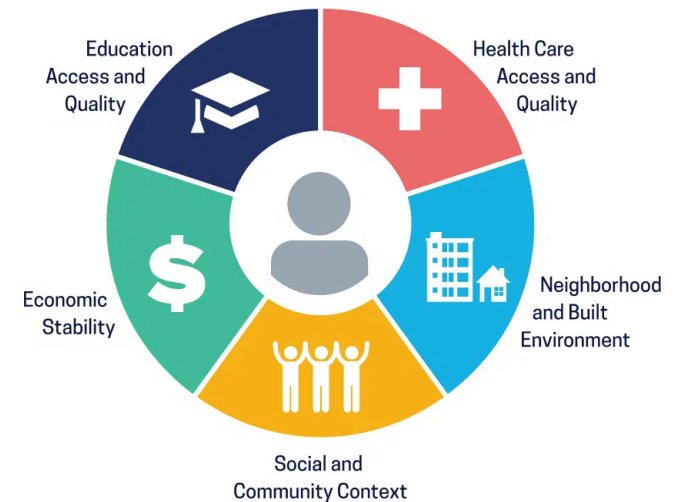 Education
Access and
Quality
Health Care
Access and
Quality
Economic
Stability
Neighborhood
and Built
Environment
Social and
Community Context